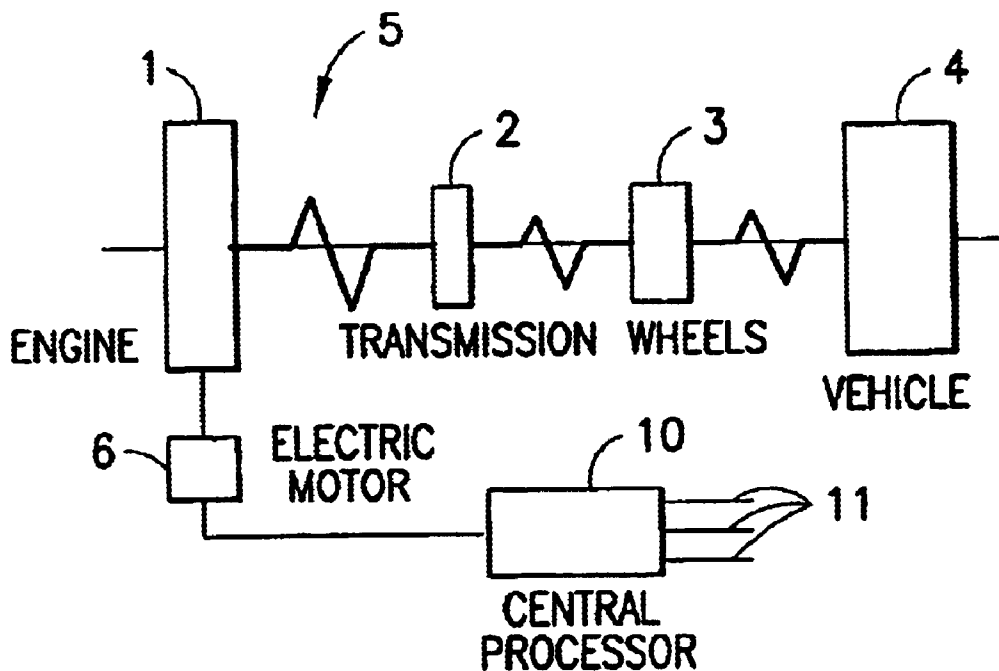 5
1
2
3
4
ENGINE
TRANSMISSION
WHEELS
VEHICLE
6
ELECTRIC
MOTOR
10
11
CENTRAL
PROCESSOR